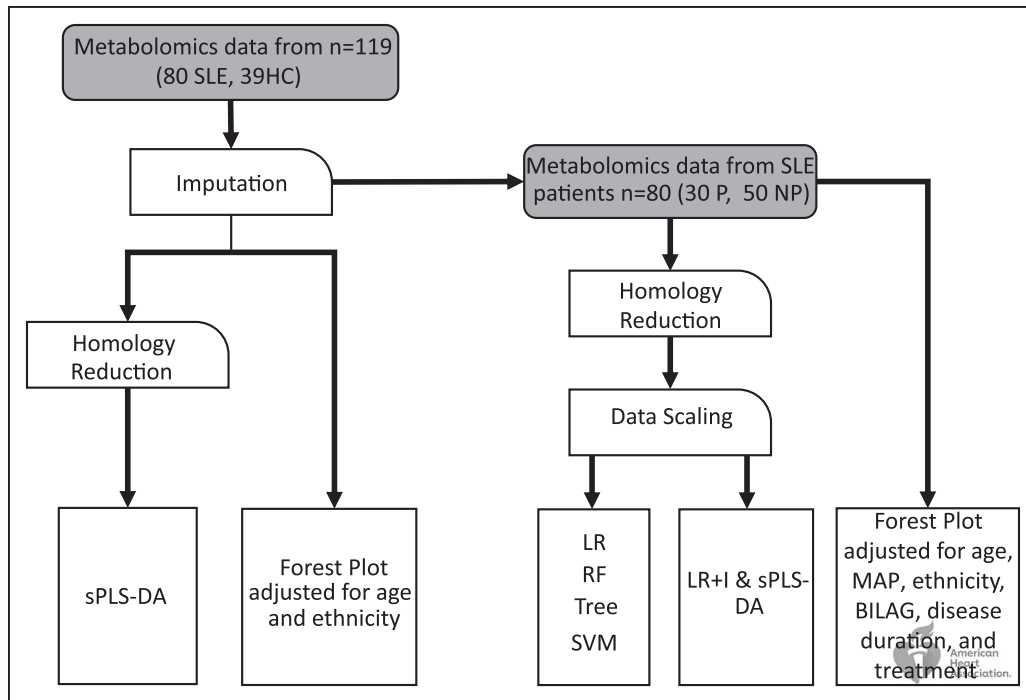 Metabolomics data from n=119
(80 SLE, 39HC)
Imputation
Metabolomics data from SLE
patients n=80 (30 P, 50 NP)
Homology
Reduction
Homology
Reduction
Data Scaling
sPLS-DA
Forest Plot
adjusted for age
and ethnicity
LR
RF
Tree
SVM
LR+I & sPLS-
DA
Forest Plot
adjusted for age,
MAP, ethnicity,
BILAG, disease
duration, and
treatment
American
Heart
Association.